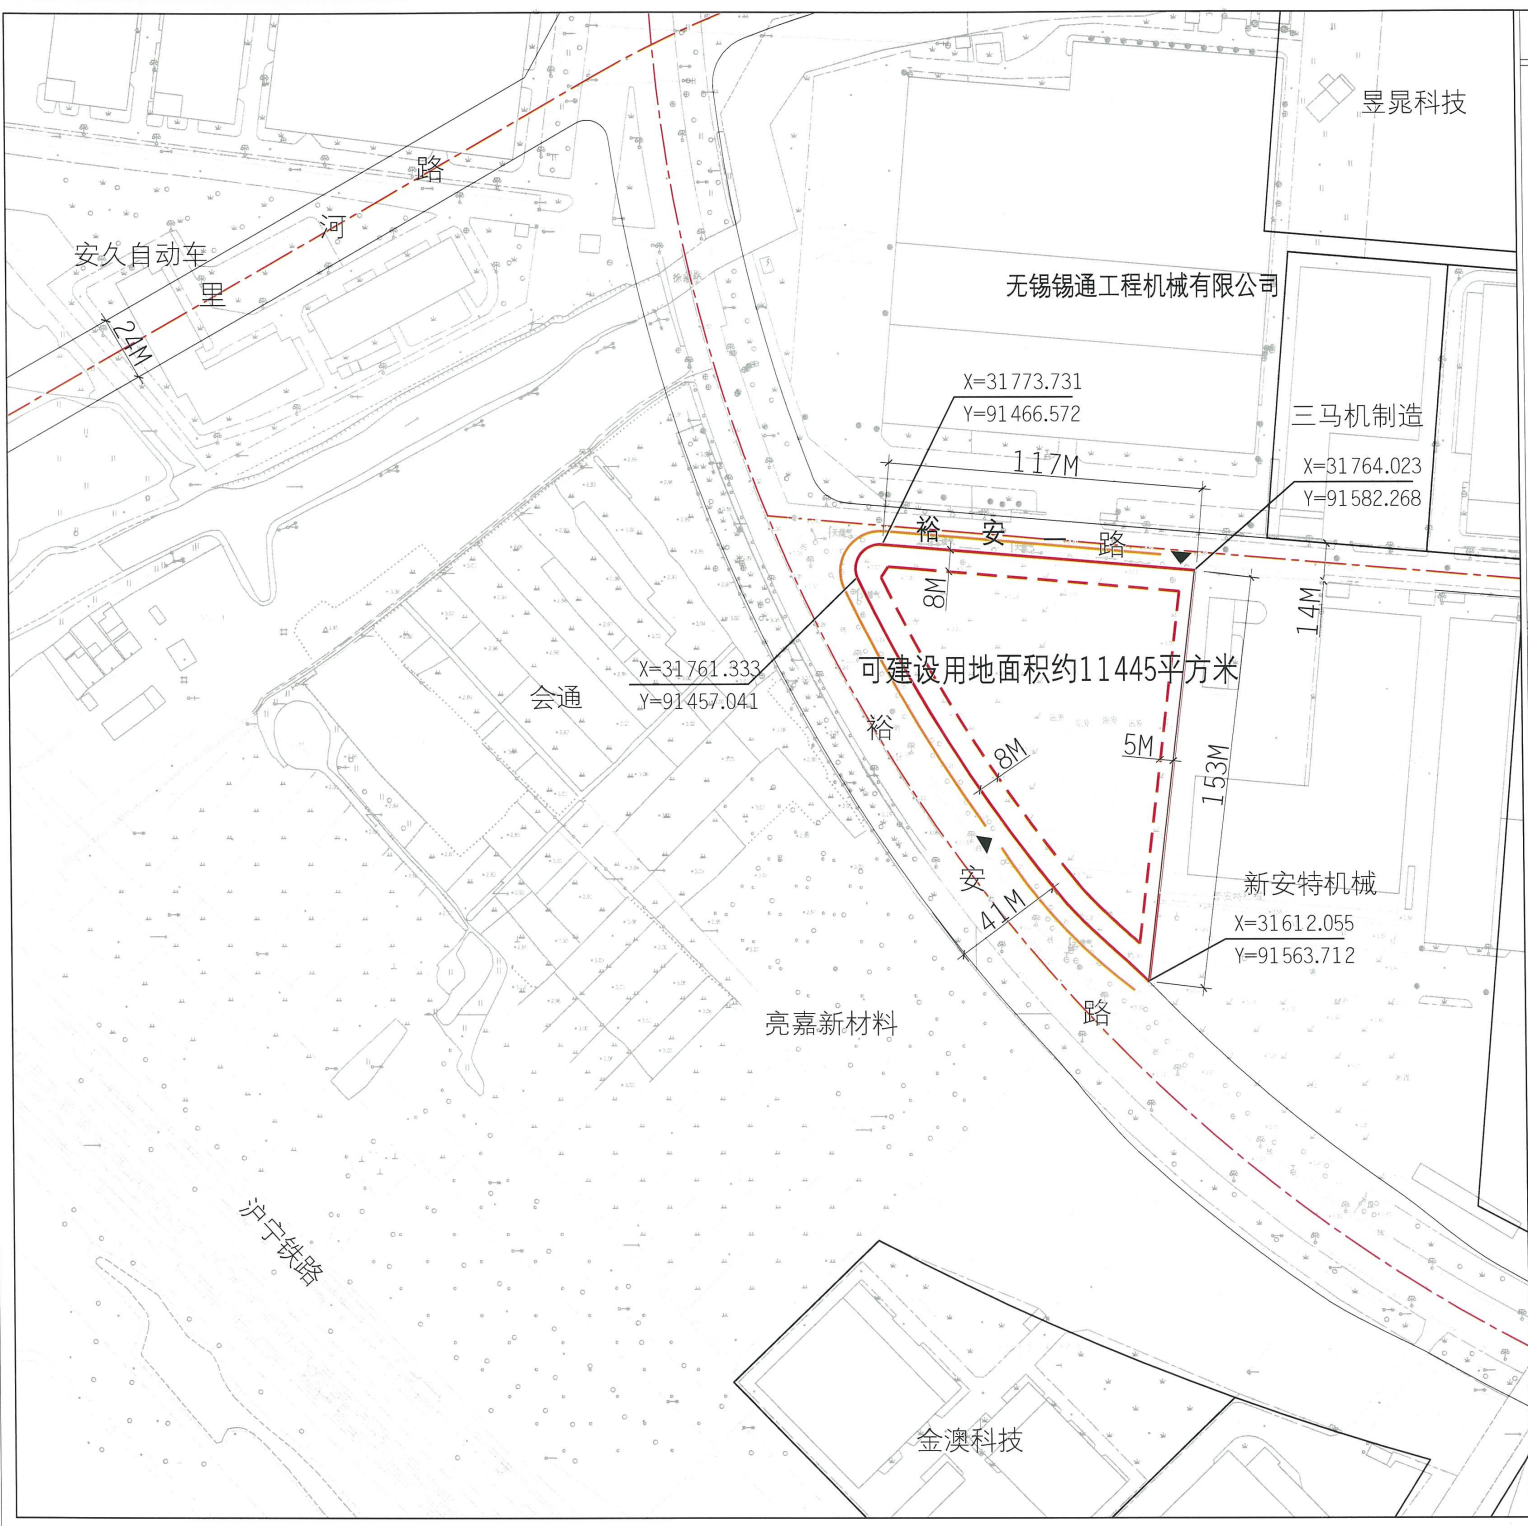 昱晁科技
路
河
安久自动车
里
24M
无锡锡通工程机械有限公司
X=31773.731
Y=91466.572
三马机制造
117M
X=31764.023
Y=91582.268
裕安一路
8M
14M
可建设用地面积约11445平方米
X=31761.333
Y=91457.041
会通
裕
5M
8M
153M
安
新安特机械
41M
X=31612.055
Y=91563.712
路
亮嘉新材料
沪宁铁路
金澳科技